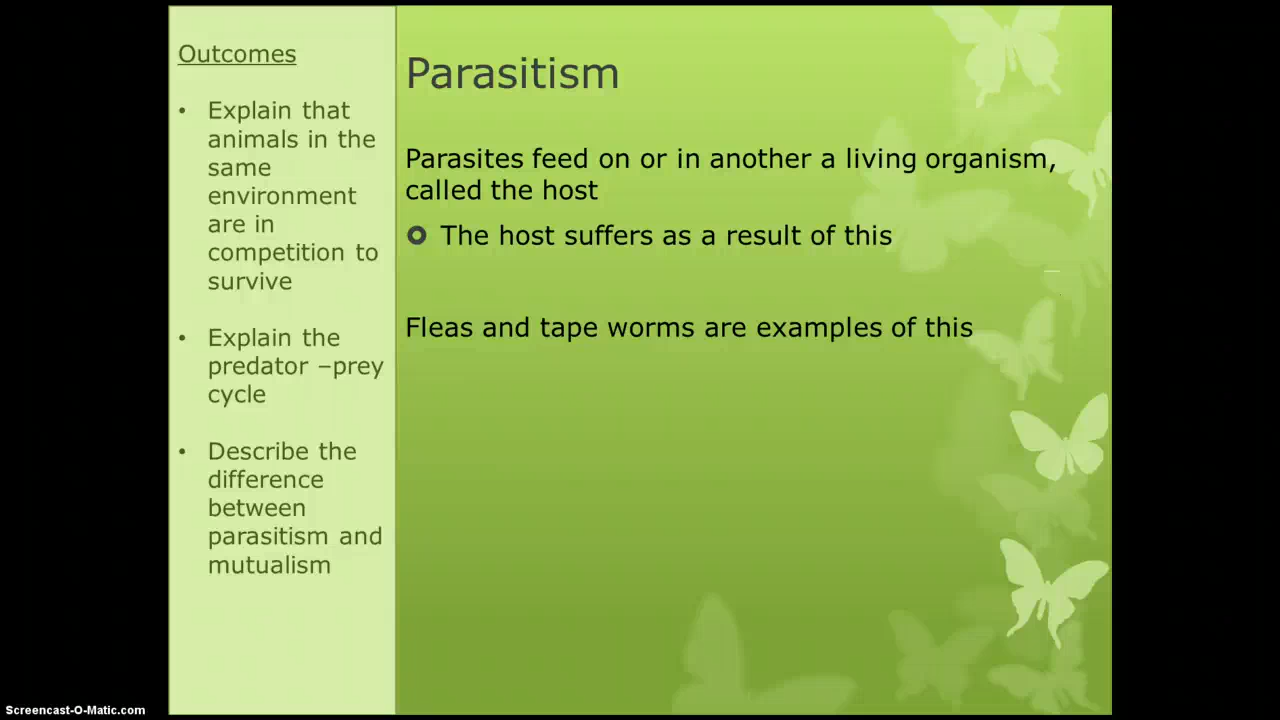 Outcomes
• Explain that
animals in the
same
environment
are in
competition to
survive
• Explain the
predator –prey
cycle
• Describe the
difference
between
parasitism and
mutualism
Parasitism
Parasites feed on or in another a living organism,
called the host
The host suffers as a result of this
Fleas and tape worms are examples of this
Screencast-O-Matic.com